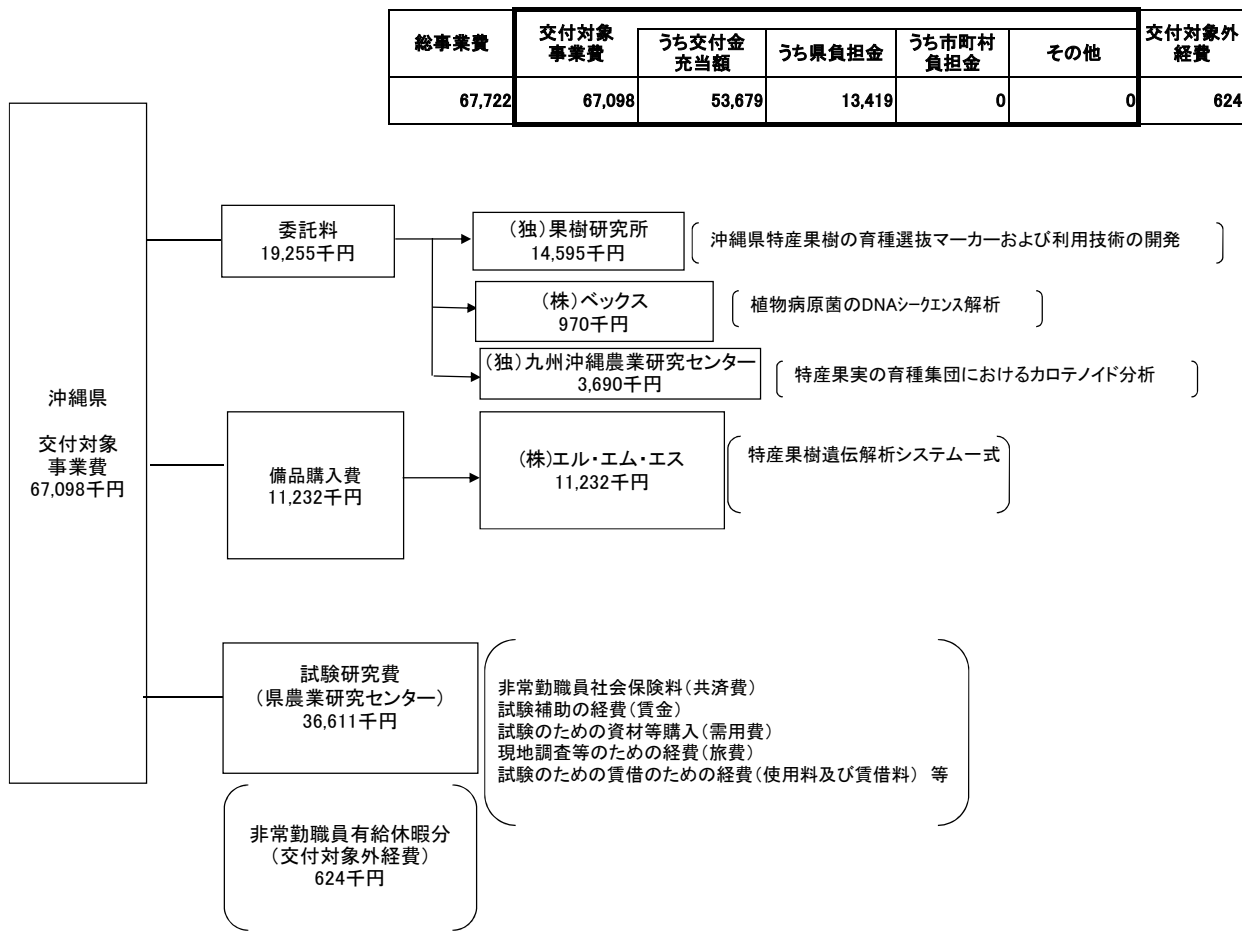 総事業費
交付対象
事業費
うち交付金
充当額
うち県負担金
うち市町村
負担金
その他
交付対象外
経費
67,722
67,098
53,679
13,419
0
0
624
沖縄県
交付対象
事業費
67,098千円
委託料
19,255千円
(独)果樹研究所
14,595千円
沖縄県特産果樹の育種選抜マーカーおよび利用技術の開発
(株)ベックス
970千円
植物病原菌のDNAシークエンス解析
(独)九州沖縄農業研究センター
3,690千円
特産果実の育種集団におけるカロテノイド分析
備品購入費
11,232千円
(株)エル・エム・エス
11,232千円
特産果樹遺伝解析システム一式
試験研究費
(県農業研究センター)
36,611千円
非常勤職員社会保険料(共済費)
試験補助の経費(賃金)
試験のための資材等購入(需用費)
現地調査等のための経費(旅費)
試験のための賃借のための経費(使用料及び賃借料) 等
非常勤職員有給休暇分
(交付対象外経費)
624千円